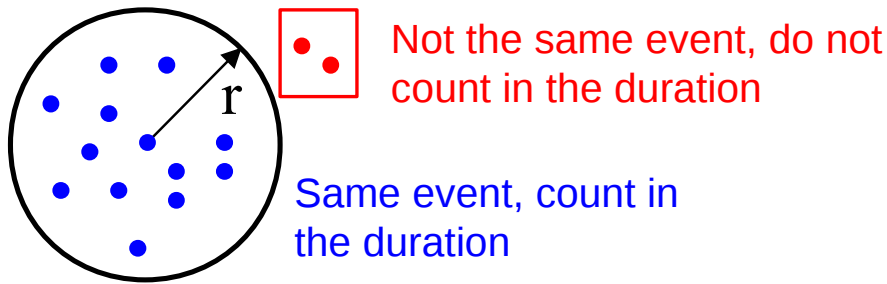 Not the same event, do not
count in the duration
r
Same event, count in
the duration